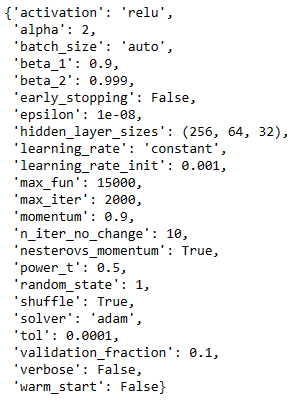 {'activation': 'relu',
'alpha': 2,
'batch_size': 'auto',
'beta_1': 0.9,
'beta_2': 0.999,
'early_stopping': False,
'epsilon': 1e-08,
'hidden_layer_sizes': (256, 64, 32),
'learning_rate': 'constant',
'learning_rate_init': 0.001,
'max_fun': 15000,
'max_iter': 2000,
'momentum': 0.9,
'n_iter_no_change': 10,
'nesterovs_momentum': True,
'power_t': 0.5,
'random_state': 1,
'shuffle': True,
'solver': 'adam',
'tol': 0.0001,
'validation_fraction': 0.1,
'verbose': False,
'warm_start': False}